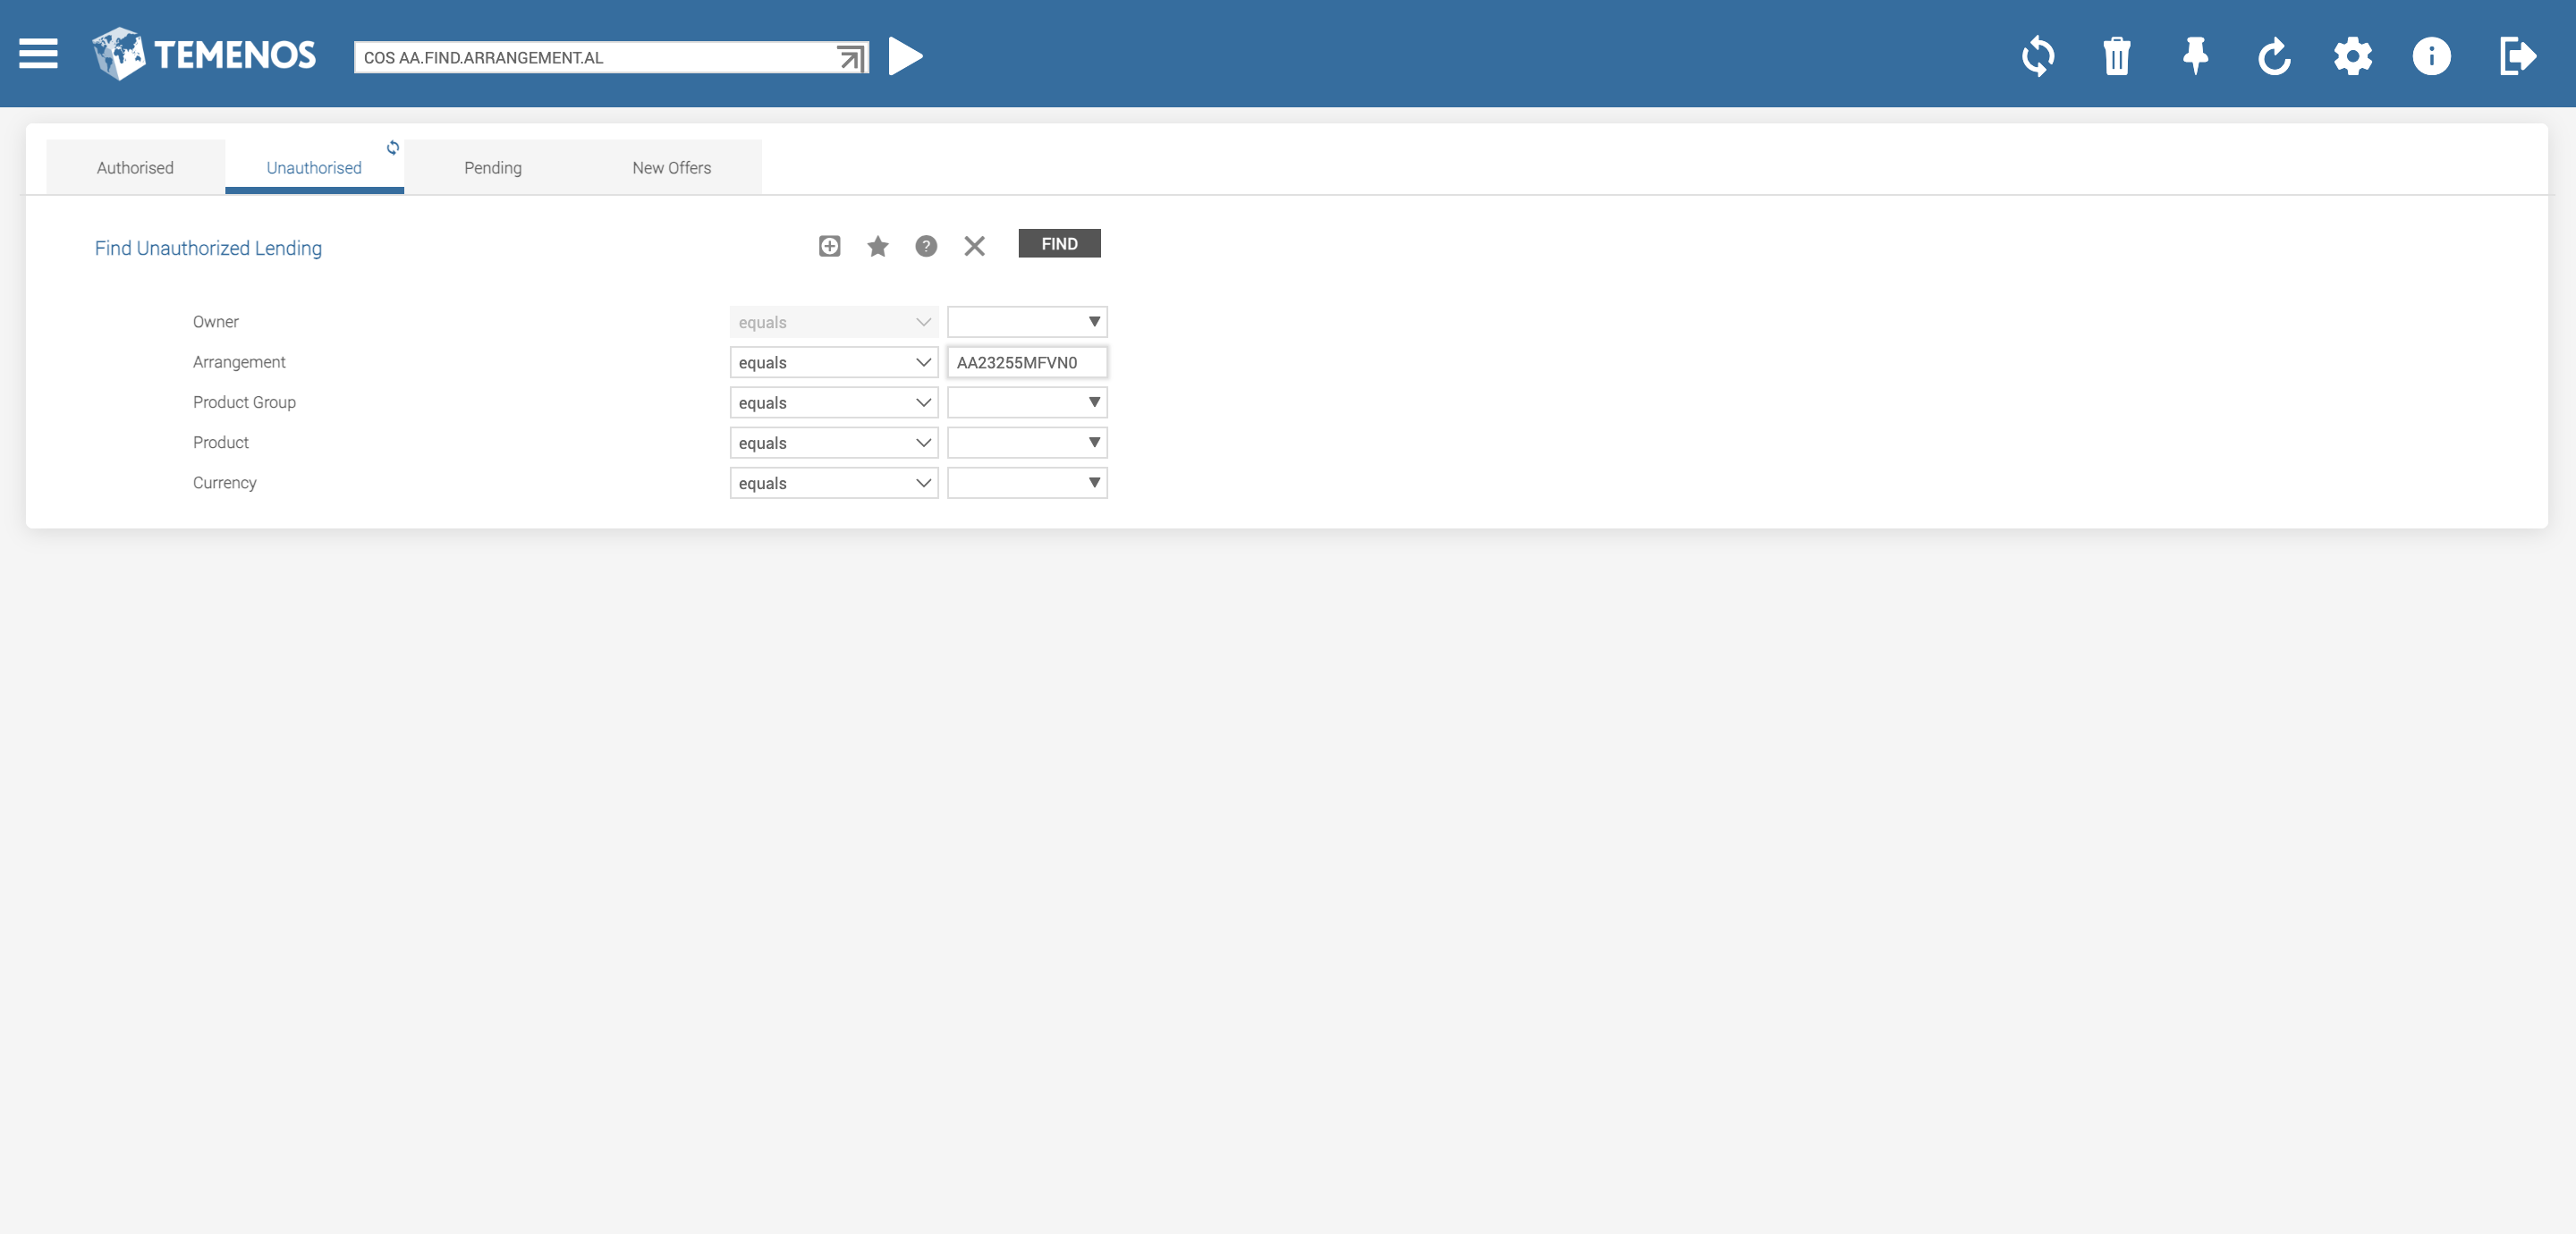 TEMENOS
COS AA.FIND.ARRANGEMENT.AL
Authorised
Unauthorised
Pending
New Offers
Find Unauthorized Lending
FIND
Owner equals
Arrangement equals AA23255MFVN0
Product Group equals
Product equals
Currency equals